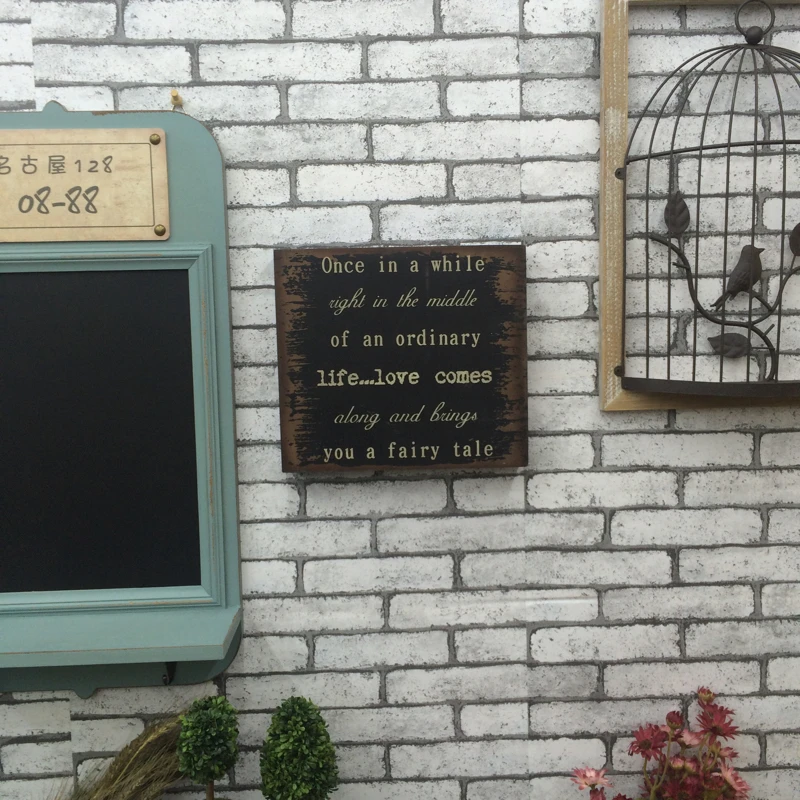 名古屋128
08-88
Once in a while
right in the middle
of an ordinary
life...love comes
along and brings
you a fairy tale